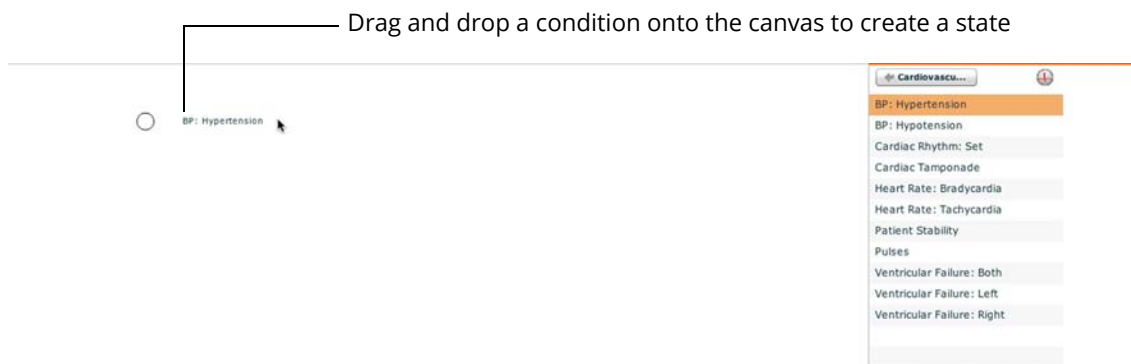 Drag and drop a condition onto the canvas to create a state
Cardiovascu...
BP: Hypertension
BP: Hypertension
BP: Hypotension
Cardiac Rhythm: Set
Cardiac Tamponade
Heart Rate: Bradycardia
Heart Rate: Tachycardia
Patient Stability
Pulses
Ventricular Failure: Both
Ventricular Failure: Left
Ventricular Failure: Right